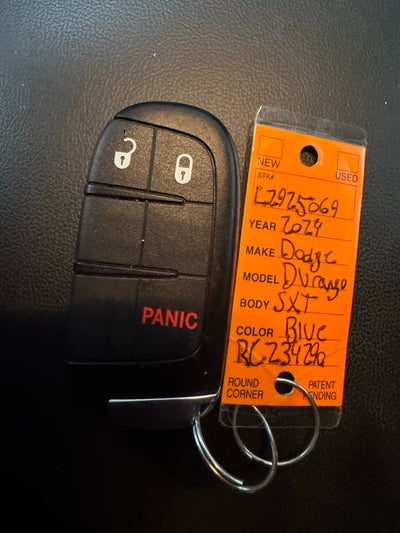 PANIC
NEW
USED
STK#
L2925069
YEAR 2024
MAKE Dodge
MODEL Durango
BODY SXT
COLOR Blue
ROUND CORNER
PATENT PENDING